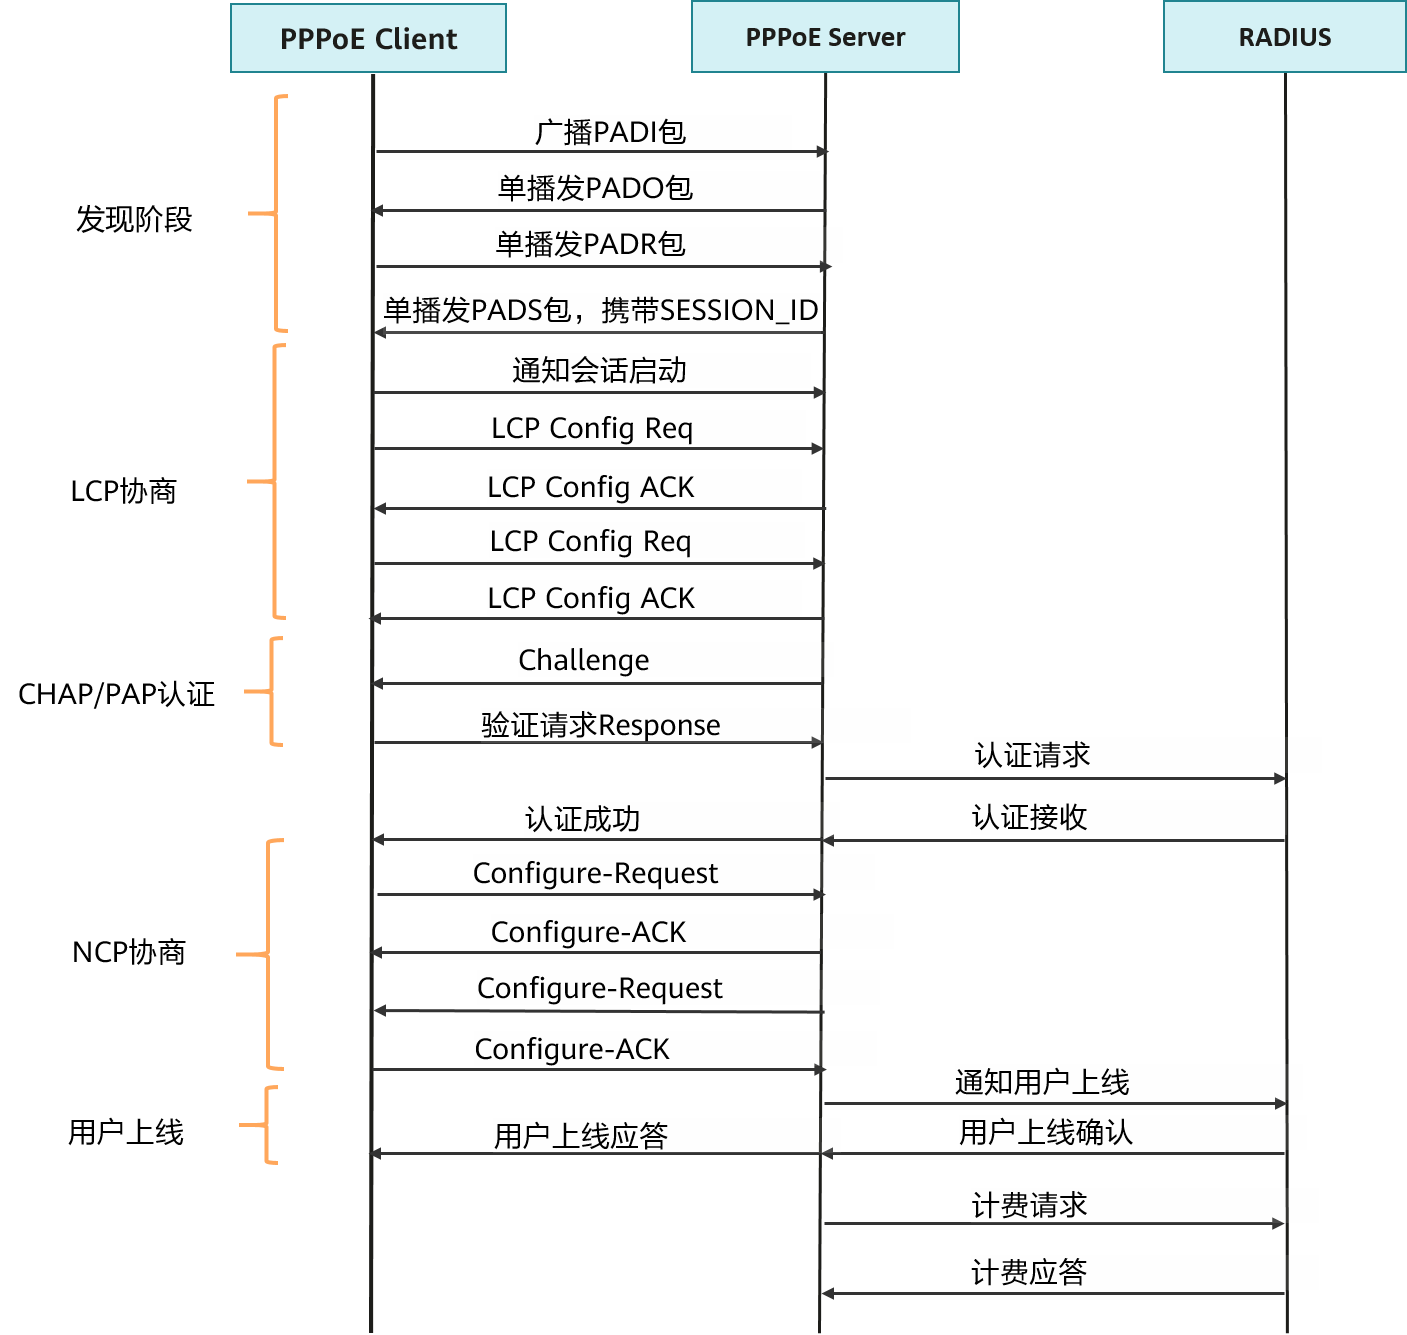 PPPoE Client
PPPoE Server
RADIUS
广播PADI包
单播发PADO包
发现阶段
单播发PADR包
单播发PADS包，携带SESSION_ID
通知会话启动
LCP Config Req
LCP协商
LCP Config ACK
LCP Config Req
LCP Config ACK
Challenge
CHAP/PAP认证
验证请求Response
认证请求
认证成功
认证接收
Configure-Request
Configure-ACK
NCP协商
Configure-Request
Configure-ACK
通知用户上线
用户上线
用户上线应答
用户上线确认
计费请求
计费应答